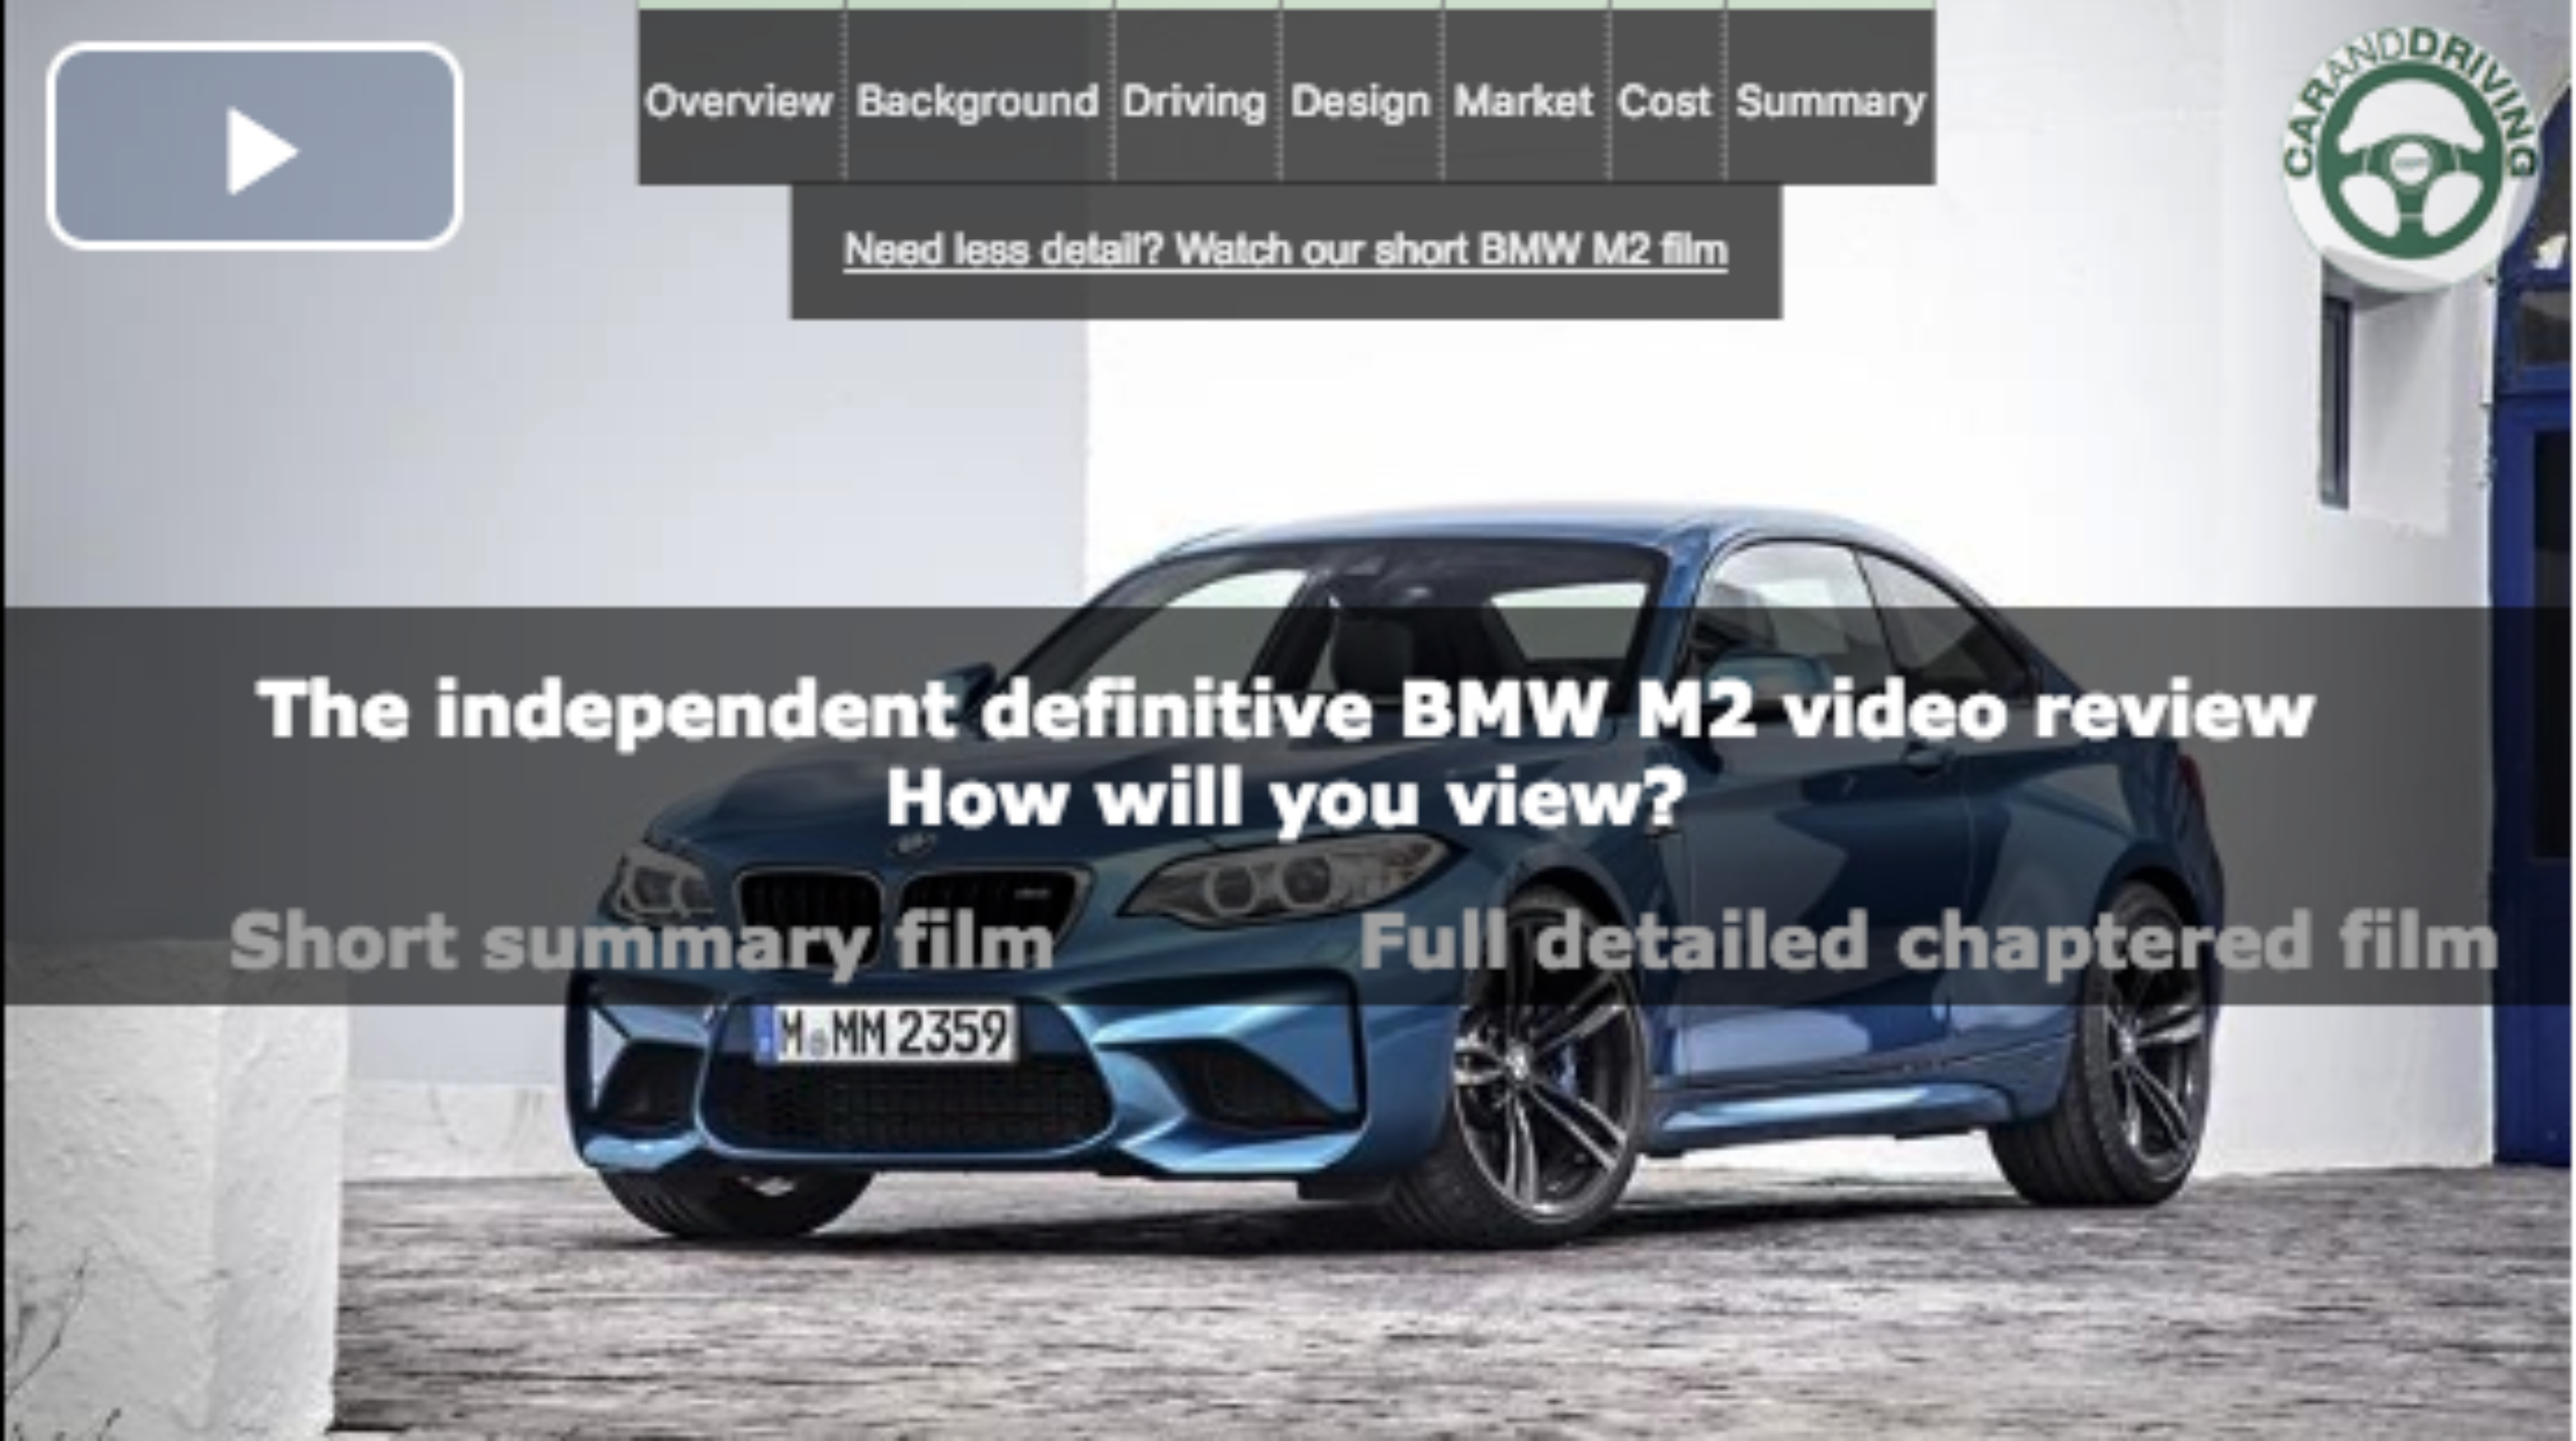 Overview Background Driving Design Market Cost Summary
CARANDDRIVING
Need less detail? Watch our short BMW M2 film
The independent definitive BMW M2 video review
How will you view?
Short summary film Full detailed chaptered film
M MM 2359